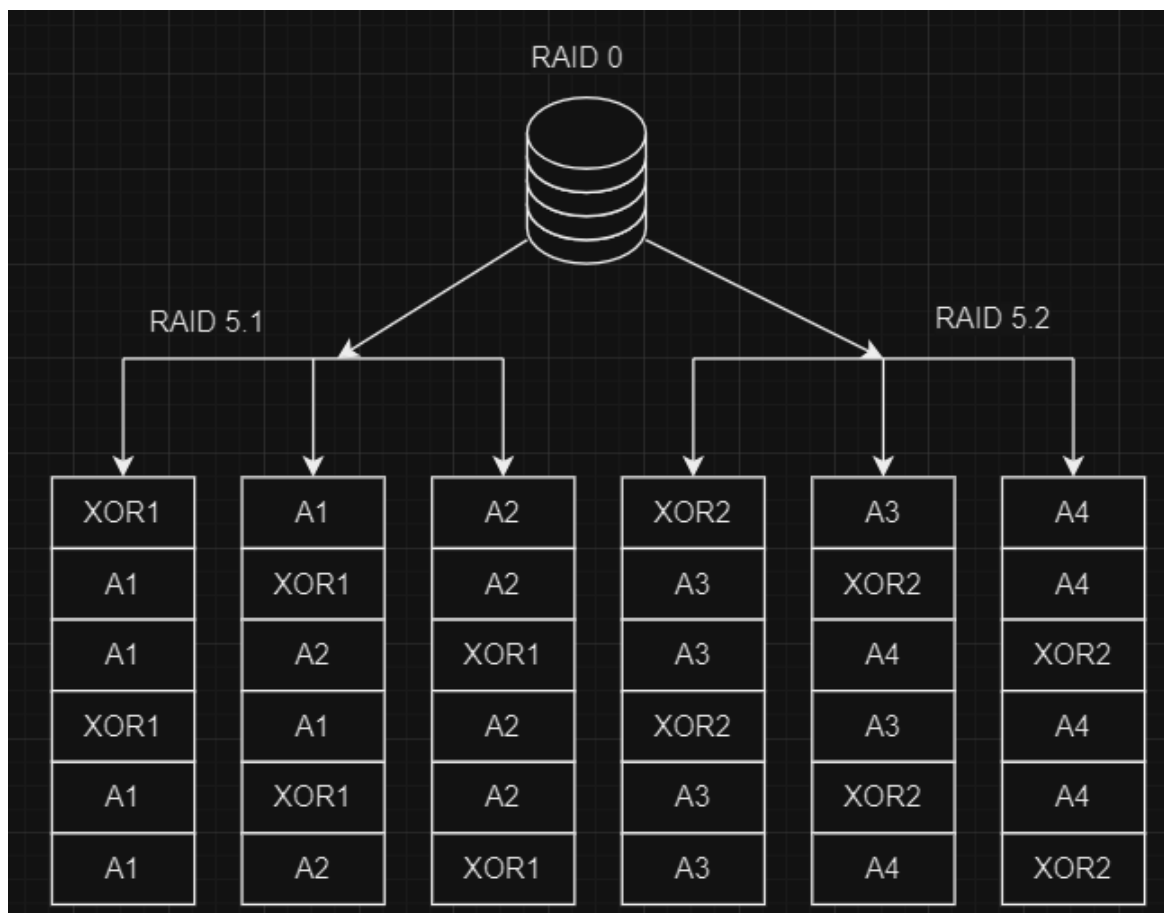 RAID 0
RAID 5.1
RAID 5.2
XOR1 A1 A2 XOR2 A3 A4
A1 XOR1 A2 A3 XOR2 A4
A1 A2 XOR1 A3 A4 XOR2
XOR1 A1 A2 XOR2 A3 A4
A1 XOR1 A2 A3 XOR2 A4
A1 A2 XOR1 A3 A4 XOR2